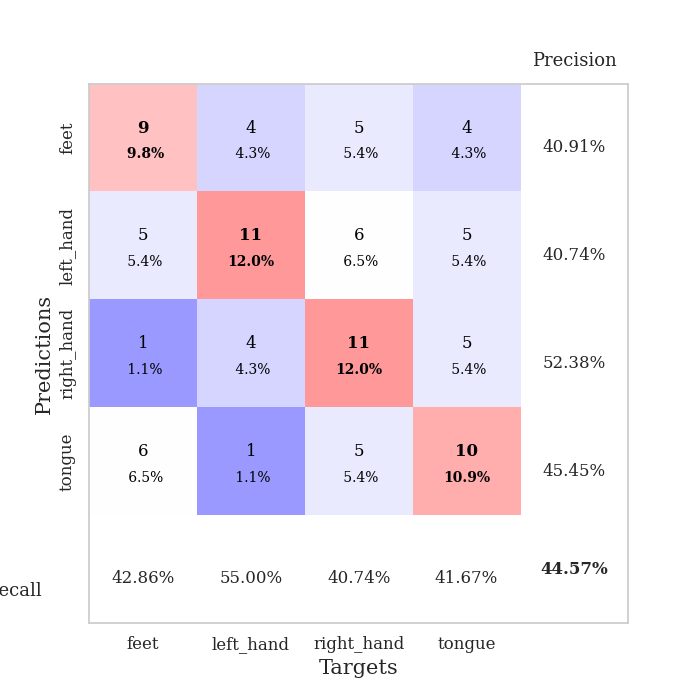 Precision
feet
9 4 5 4
9.8% 4.3% 5.4% 4.3% 40.91%
left_hand
5 11 6 5
5.4% 12.0% 6.5% 5.4% 40.74%
right_hand
1 4 11 5
1.1% 4.3% 12.0% 5.4% 52.38%
Predictions
tongue
6 1 5 10
6.5% 1.1% 5.4% 10.9% 45.45%
ecall 42.86% 55.00% 40.74% 41.67% 44.57%
feet left_hand right_hand tongue
Targets